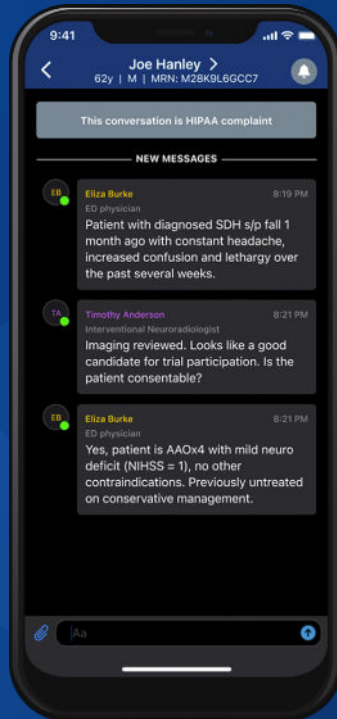 9:41
Joe Hanley >
62y | M | MRN: M28K9L6GCC7
This conversation is HIPAA complaint
NEW MESSAGES
EB
Eliza Burke 8:19 PM
ED physician
Patient with diagnosed SDH s/p fall 1
month ago with constant headache,
increased confusion and lethargy over
the past several weeks.
TA
Timothy Anderson 8:21 PM
Interventional Neuroradiologist
Imaging reviewed. Looks like a good
candidate for trial participation. Is the
patient consentable?
EB
Eliza Burke 8:21 PM
ED physician
Yes, patient is AAOx4 with mild neuro
deficit (NIHSS = 1), no other
contraindications. Previously untreated
on conservative management.
Aa